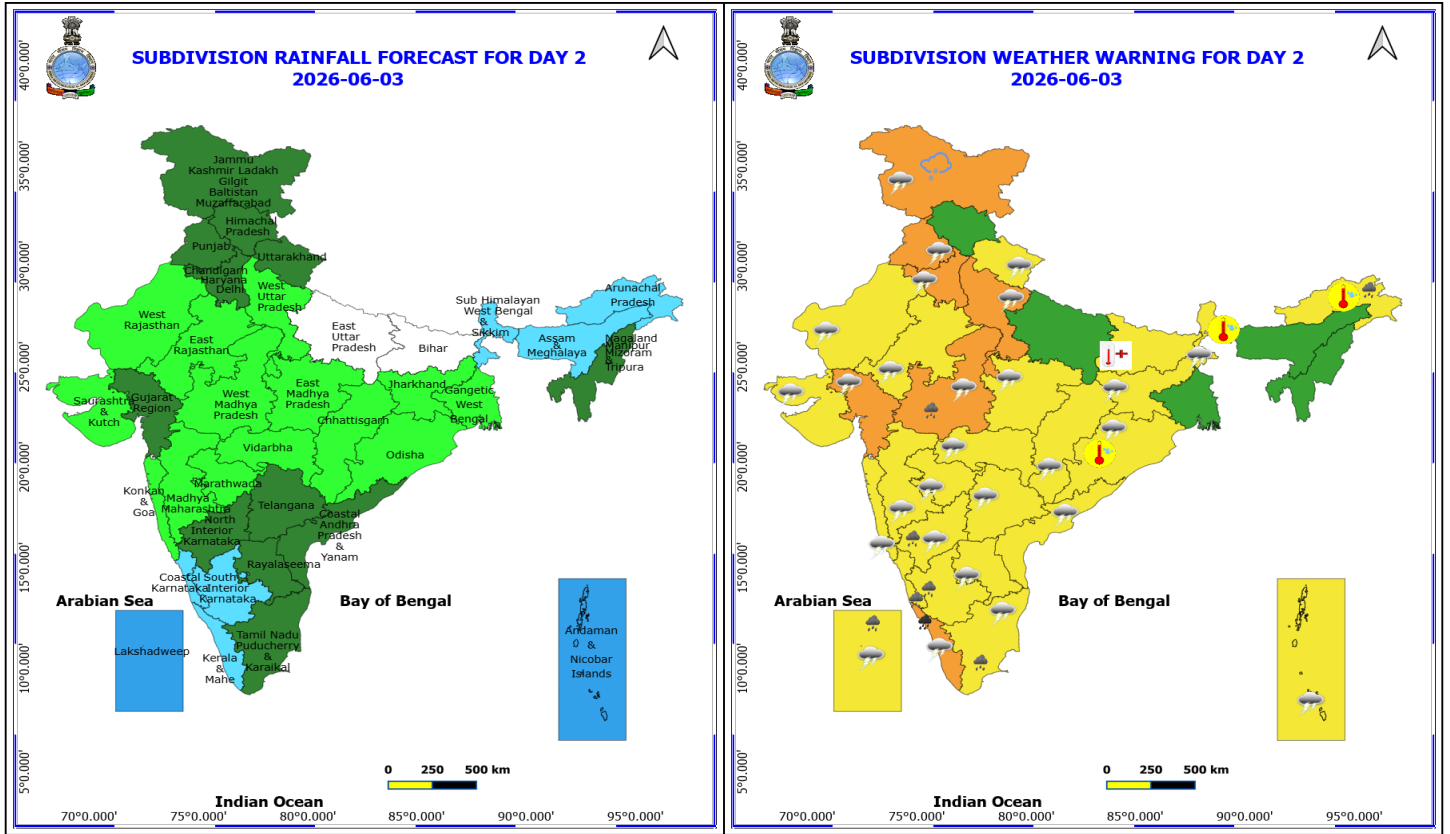 SUBDIVISION RAINFALL FORECAST FOR DAY 2
2026-06-03
40°0.000'
35°0.000'
30°0.000'
25°0.000'
20°0.000'
15°0.000'
10°0.000'
5°0.000'
Jammu
Kashmir Ladakh
Gilgit
Baltistan
Muzaffarabad
Himachal
Pradesh
Punjab
Uttarakhand
Chandigarh
Haryana
Delhi
West
Uttar
Pradesh
West
Rajasthan
East
Rajasthan
East
Uttar
Pradesh
Bihar
Sub Himalayan
West Bengal
&
Sikkim
Arunachal
Pradesh
Assam
&
Meghalaya
Nagaland
Manipur
Mizoram
&
Tripura
Saurashtra
&
Kutch
Gujarat
Region
West
Madhya
Pradesh
East
Madhya
Pradesh
Jharkhand
Gangetic
West
Bengal
Chhattisgarh
Vidarbha
Odisha
Konkan
&
Goa
Madhya
Maharashtra
Marathwada
Telangana
North
Interior
Karnataka
Coastal
Andhra
Pradesh
&
Yanam
Rayalaseema
Coastal
Karnataka
South
Interior
Karnataka
Arabian Sea
Bay of Bengal
Lakshadweep
Kerala
&
Mahe
Tamil Nadu
Puducherry
&
Karaikal
Andaman
&
Nicobar
Islands
0 250 500 km
Indian Ocean
70°0.000' 75°0.000' 80°0.000' 85°0.000' 90°0.000' 95°0.000'
SUBDIVISION WEATHER WARNING FOR DAY 2
2026-06-03
40°0.000'
35°0.000'
30°0.000'
25°0.000'
20°0.000'
15°0.000'
10°0.000'
5°0.000'
Arabian Sea
Bay of Bengal
0 250 500 km
Indian Ocean
70°0.000' 75°0.000' 80°0.000' 85°0.000' 90°0.000' 95°0.000'